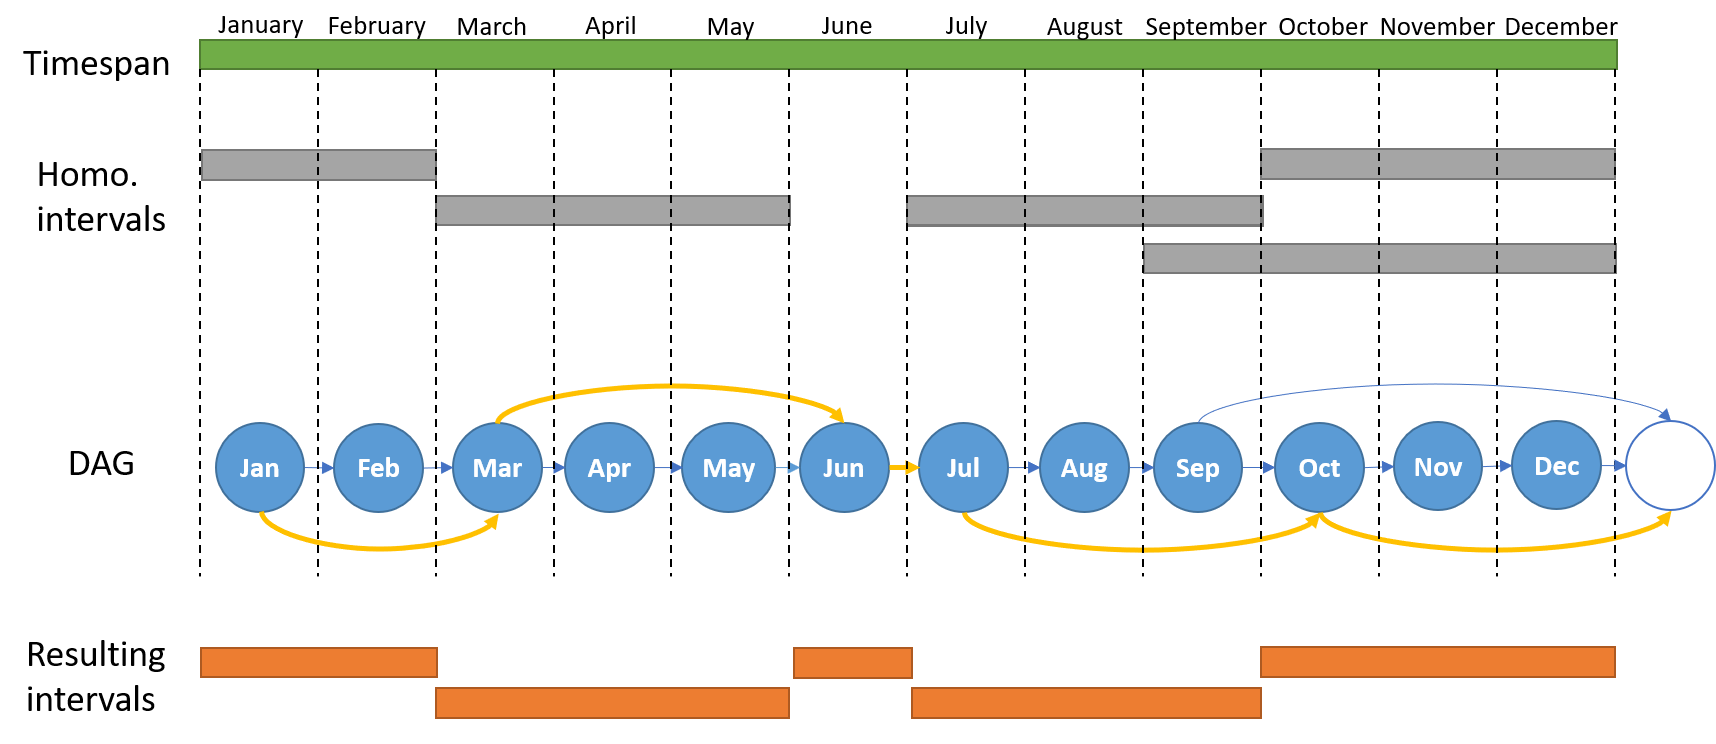 January February March April May June July August September October November December
Timespan
Homo.
intervals
DAG
Jan Feb Mar Apr May Jun Jul Aug Sep Oct Nov Dec
Resulting
intervals